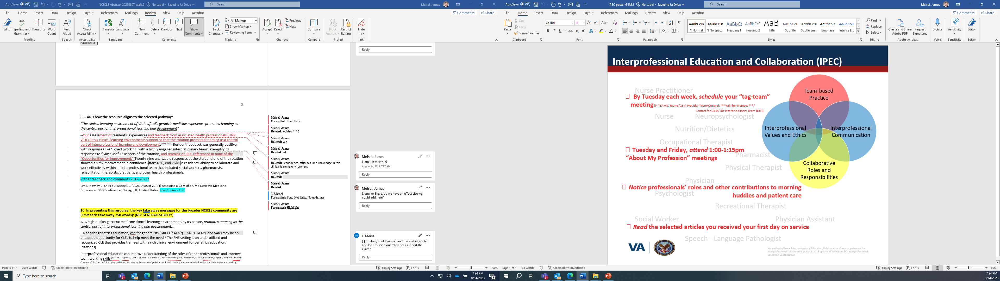 AutoSave Off
NCICLE Abstract 20230807.draft.5 No Label • Saved to U: Drive
Search
Meisel, James
File Home Insert Draw Design Layout References Mailings Review View Help Acrobat
Comments Share
Editor
Spelling and Grammar
Thesaurus
Word Count
Proofing
Read Aloud
Speech
Check Accessibility
Accessibility
Translate
Language
Language
New Comment
Delete
Previous
Next
Show Comments
Comments
Track Changes
All Markup
Show Markup
Reviewing Pane
Tracking
Accept
Reject
Previous
Next
Changes
Compare
Compare
Block Authors
Restrict Editing
Protect
Hide Ink
Ink
PMC10254114.
Reply
5
8 ... AND how the resource aligns to the selected pathways
“The clinical learning environment of VA Bedford’s geriatric medicine experience promotes teaming as
the central part of Interprofessional learning and development”
--Our assessment of residents’ experiences and feedback from associated health professionals (LINK
VIDEO) this clinical learning environments supported that the rotation promoted teaming as a central
part of interprofessional learning and development. [LIM 2023] Resident feedback was generally positive,
with responses like “Loved [working] with a highly engaged interdisciplinary team” exemplifying
responses to “Most Useful” aspects of the rotation, and teaming or IPEC referenced in none of the
“Opportunities for Improvement.” Twenty-nine analyzable responses at the start and end of the rotation
showed a 57% improvement in confidence (start 48%, end 76%) in residents’ ability to collaborate and
work effectively within an interprofessional team that included social workers, pharmacists,
rehabilitation therapists, dietitians, and other health professionals.
-Other feedback and comments 2017-2023?
Lim L, Hawley C, Shirk SD, Meisel JL. (2023, August 22-24) Assessing a GEM of a GME Geriatric Medicine
Experience. DEO Conference, Chicago, IL, United States. Insert Source URL
16. In presenting this resource, the key take away messages for the broader NCICLE community are
(limit each take away 250 words): (NB: GENERALIZABILITY)
A. A high-quality geriatric medicine clinical learning environment, by its nature, promotes teaming as the
central part of Interprofessional learning and development...
...Need for geriatrics education, esp for generalists (GRECC? AGS?) ... SNFs, GEMs, and SARs may be an
untapped opportunity for CLEs to help meet the need / The SNF setting is an underutilized and
recognized CLE that provides trainees with a rich clinical environment for geriatrics education.
(citations)
Interprofessional education can improve understanding of the roles of other professionals and improve
team-working skills [ Masud T, Ogliari G, Lunt E, Blundell A, Gordon AL, Roller-Wirnsberger R, Vassallo M, Mari D, Kotsani M, Singler K, Romero-Ortuno R,
Cruz-Jentoft AJ, Stuck AE. A scoping review of the changing landscape of geriatric medicine in undergraduate medical education: curricula, topics and teaching
Meisel, James
Formatted: Font: Italic
Meisel, James
Deleted: --Video ***¶
Meisel, James
Deleted: We
Meisel, James
Deleted: ed
Meisel, James
Deleted: , confidence, attitudes, and knowledge in this
clinical learning environment
Meisel, James
Deleted: .
Meisel, James
Deleted:
J. Meisel
Formatted: Font: Not Italic, No underline
Meisel, James
Formatted: Highlight
Meisel, James
Lionel, is this true?
August 14, 2023, 7:57 AM
Reply
Meisel, James
Lionel or Steve, do we have an effect size we
could add here?
Reply
JM J. Meisel
[ ] Chelsea, could you expand this verbiage a bit
and look to see if our references support the
claim?
Reply
Page 5 of 7 2098 words Accessibility: Investigate
Display Settings Focus 100%
Type here to search
7:24 PM
8/14/2023
32
AutoSave Off
IPEC poster GEM.2 No Label • Saved to U: Drive
Search
Meisel, James
File Home Insert Draw Design Layout References Mailings Review View Help Acrobat
Comments Share
Paste
Cut
Copy
Format Painter
Clipboard
Calibri 11
Font
Paragraph
AaBbCcDc AaBbCcDc AaBbCc AaBbCcD AaB AaBbCcD AaBbCcDc AaBbCcDc AaBbCcDc
¶ Normal ¶ No Spac... Heading 1 Heading 2 Title Subtitle Subtle Em... Emphasis Intense E...
Styles
Find
Replace
Select
Editing
Create and Share Adobe PDF
Request Signatures
Adobe Acrobat
Dictate
Voice
Sensitivity
Sensitivity
Editor
Editor
Interprofessional Education and Collaboration (IPEC)
Nurse Practitioner
By Tuesday each week, schedule your “tag-team”
meeting [In TEAMS: Teams/GEM Provider Team/General/***Wiki for Trainees***/
Contact for GEM/78c Interdisciplinary Team (IDT)]
Nurse Neuropsychologist
Nutrition/Dietetics
Occupational Therapist
Tuesday and Friday, attend 1:00-1:15pm
“About My Profession” meetings
Pharmacist
Physical Therapist
Physician
Notice professionals’ roles and other contributions to morning
huddles and patient care
Psychologist
Recreational Therapist
Social Worker Physician Assistant
Read the selected articles you received your first day on service
Speech - Language Pathologist
Team-based
Practice
Interprofessional
Values and Ethics
Interprofessional
Communication
Collaborative
Roles and
Responsibilities
VA
Venn adapted from: Interprofessional Education Collaborative. Core competencies for
interprofessional collaborative practice: 2016 update. Washington, DC: Interprofessional
Education Collaborative
Page 1 of 1 98 words Accessibility: Investigate
Display Settings Focus 80%
7:24 PM
8/14/2023